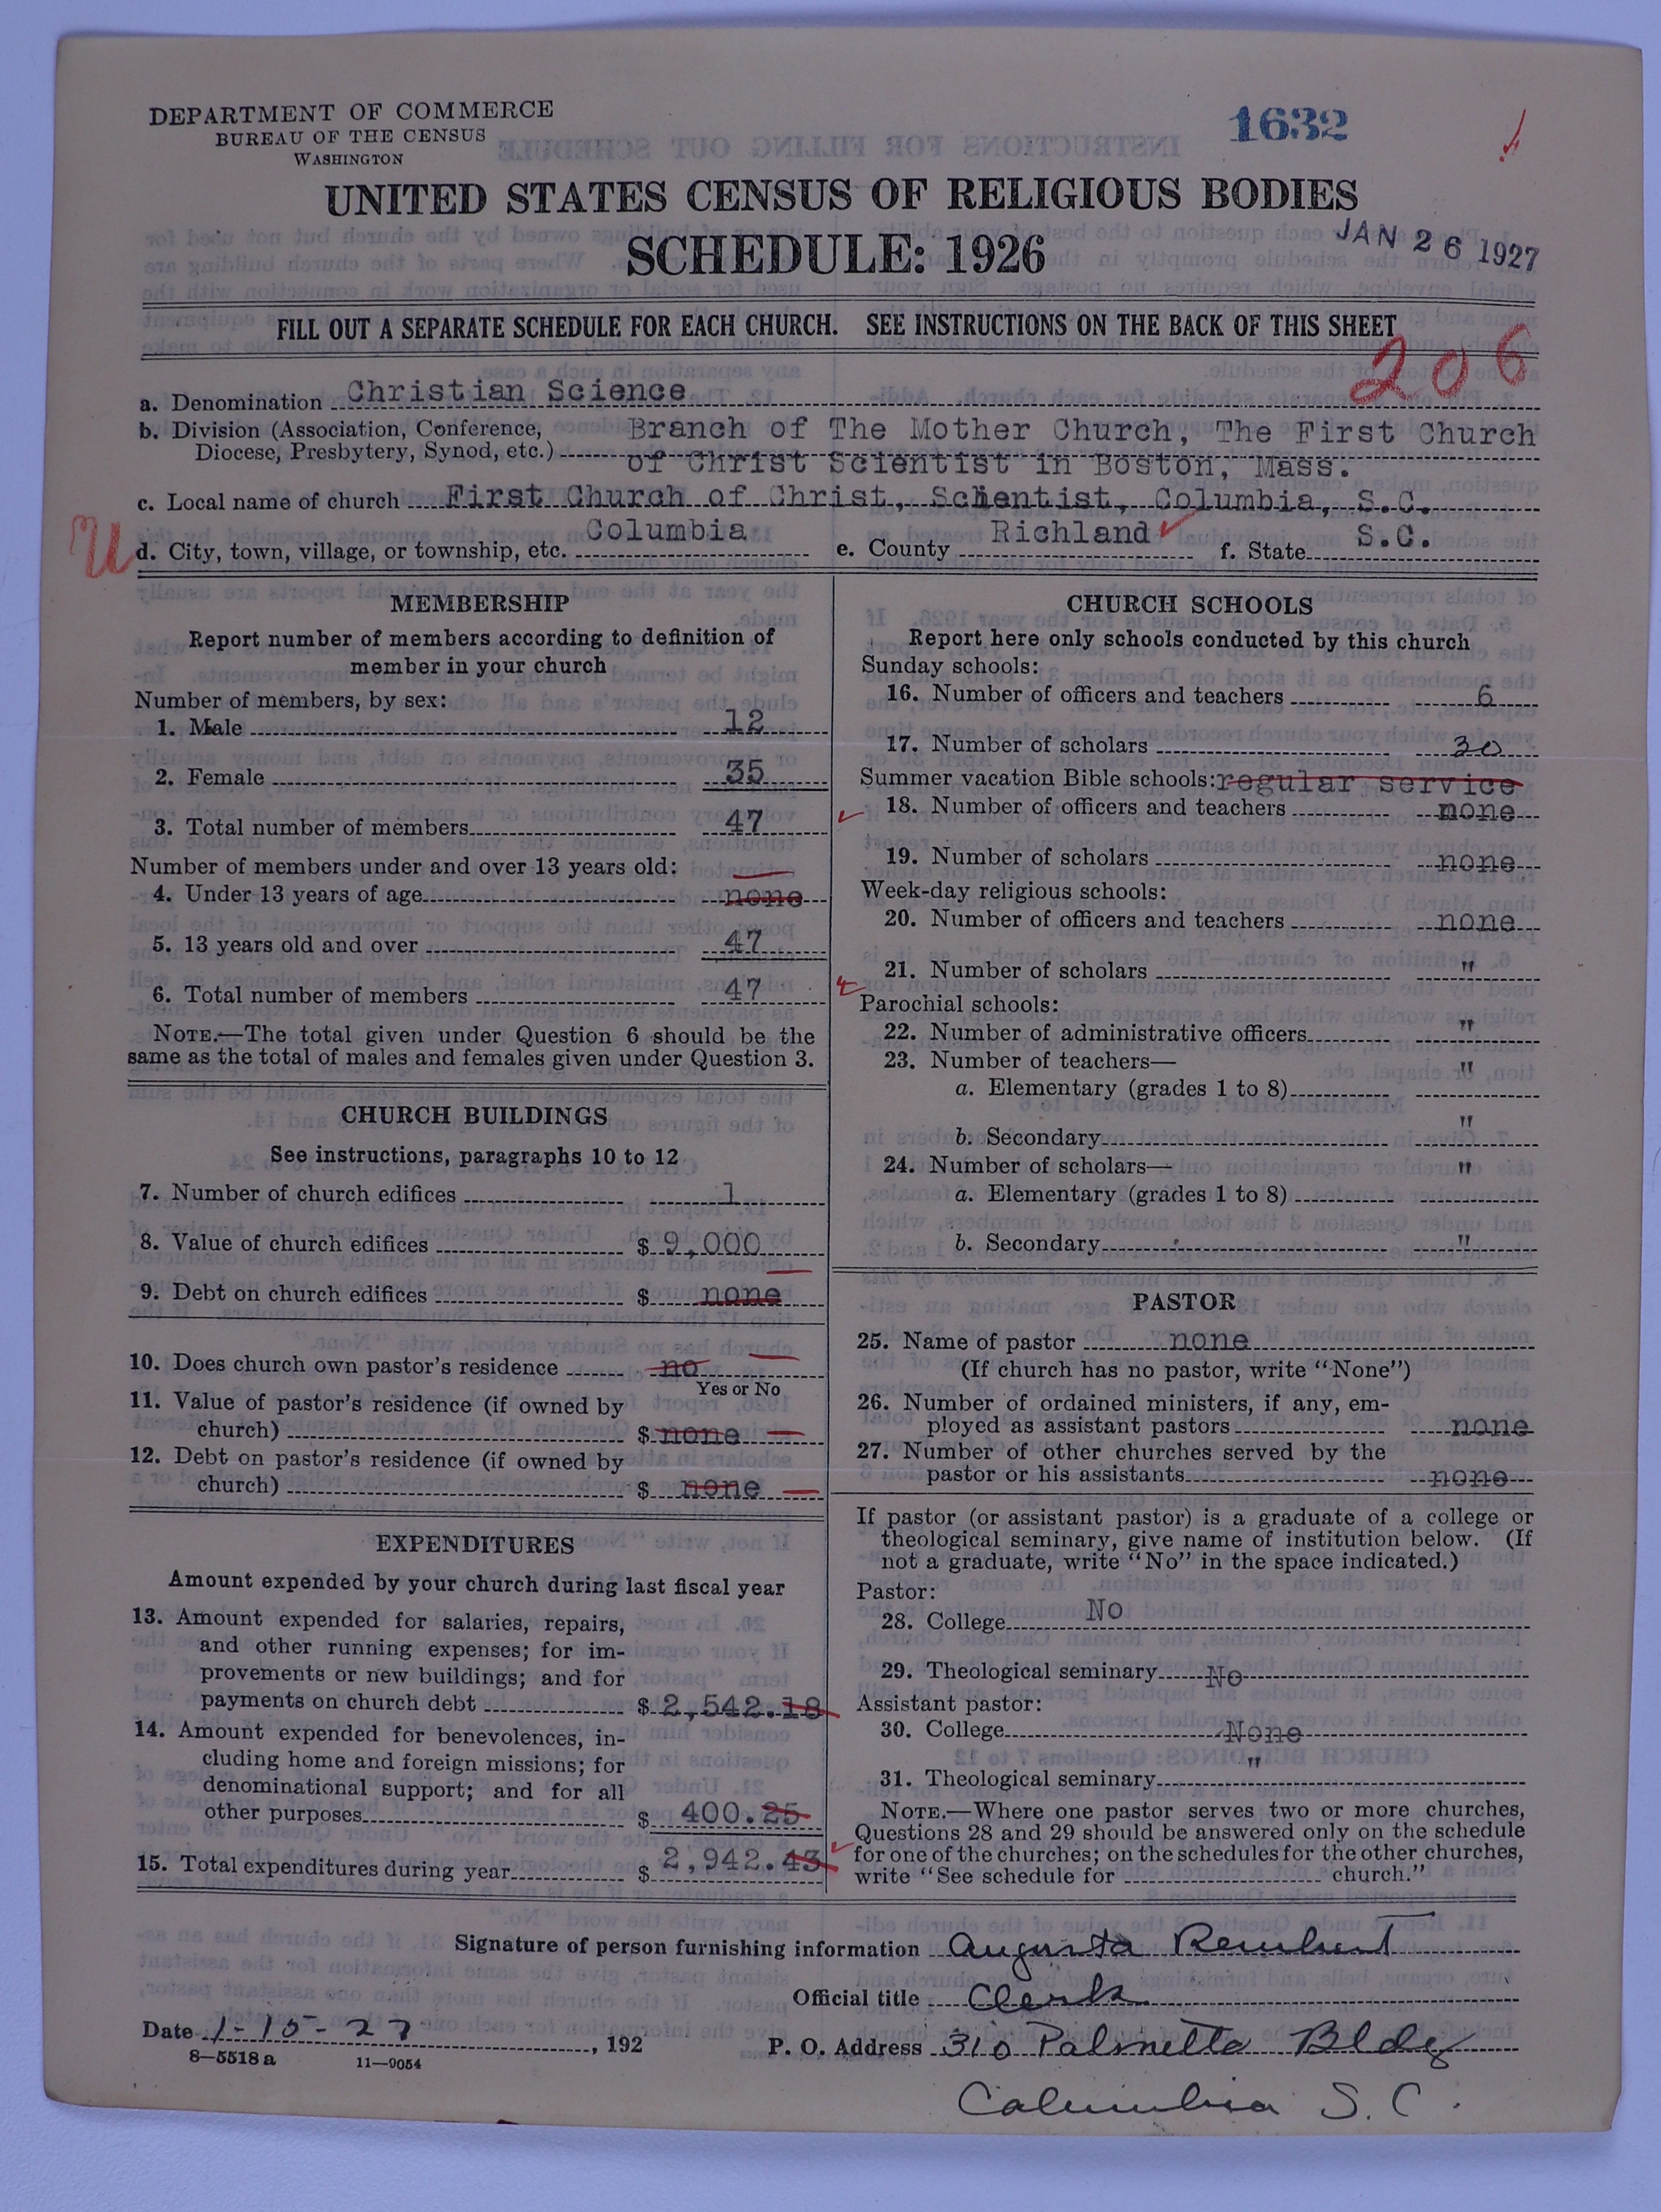 DEPARTMENT OF COMMERCE
BUREAU OF THE CENSUS
WASHINGTON
1632
UNITED STATES CENSUS OF RELIGIOUS BODIES
SCHEDULE: 1926
JAN 26 1927
FILL OUT A SEPARATE SCHEDULE FOR EACH CHURCH. SEE INSTRUCTIONS ON THE BACK OF THIS SHEET
206
a. Denomination Christian Science
b. Division (Association, Conference, Diocese, Presbytery, Synod, etc.) Branch of The Mother Church, The First Church
of Christ Scientist in Boston, Mass.
c. Local name of church First Church of Christ, Scientist, Columbia, S.C.
U d. City, town, village, or township, etc. Columbia e. County Richland f. State S.C.
MEMBERSHIP
Report number of members according to definition of
member in your church
Number of members, by sex:
1. Male 12
2. Female 35
3. Total number of members 47
Number of members under and over 13 years old:
4. Under 13 years of age none
5. 13 years old and over 47
6. Total number of members 47
NOTE.—The total given under Question 6 should be the
same as the total of males and females given under Question 3.
CHURCH BUILDINGS
See instructions, paragraphs 10 to 12
7. Number of church edifices 1
8. Value of church edifices $ 9,000
9. Debt on church edifices $ none
10. Does church own pastor's residence no
Yes or No
11. Value of pastor's residence (if owned by
church) $ none
12. Debt on pastor's residence (if owned by
church) $ none
EXPENDITURES
Amount expended by your church during last fiscal year
13. Amount expended for salaries, repairs,
and other running expenses; for im-
provements or new buildings; and for
payments on church debt $ 2,542.18
14. Amount expended for benevolences, in-
cluding home and foreign missions; for
denominational support; and for all
other purposes $ 400.25
15. Total expenditures during year $ 2,942.43
CHURCH SCHOOLS
Report here only schools conducted by this church
Sunday schools:
16. Number of officers and teachers 6
17. Number of scholars 30
Summer vacation Bible schools: regular service
18. Number of officers and teachers none
19. Number of scholars none
Week-day religious schools:
20. Number of officers and teachers none
21. Number of scholars "
Parochial schools:
22. Number of administrative officers "
23. Number of teachers— "
a. Elementary (grades 1 to 8)
b. Secondary "
24. Number of scholars— "
a. Elementary (grades 1 to 8)
b. Secondary "
PASTOR
25. Name of pastor none
(If church has no pastor, write "None")
26. Number of ordained ministers, if any, em-
ployed as assistant pastors none
27. Number of other churches served by the
pastor or his assistants none
If pastor (or assistant pastor) is a graduate of a college or
theological seminary, give name of institution below. (If
not a graduate, write "No" in the space indicated.)
Pastor:
28. College No
29. Theological seminary No
Assistant pastor:
30. College None
31. Theological seminary "
NOTE.—Where one pastor serves two or more churches,
Questions 28 and 29 should be answered only on the schedule
for one of the churches; on the schedules for the other churches,
write "See schedule for church."
Signature of person furnishing information Augusta Rembert
Official title Clerk
Date 1-15-27, 192
P. O. Address 310 Palmetto Bldg
8—5518 a 11—9054
Columbia S. C.